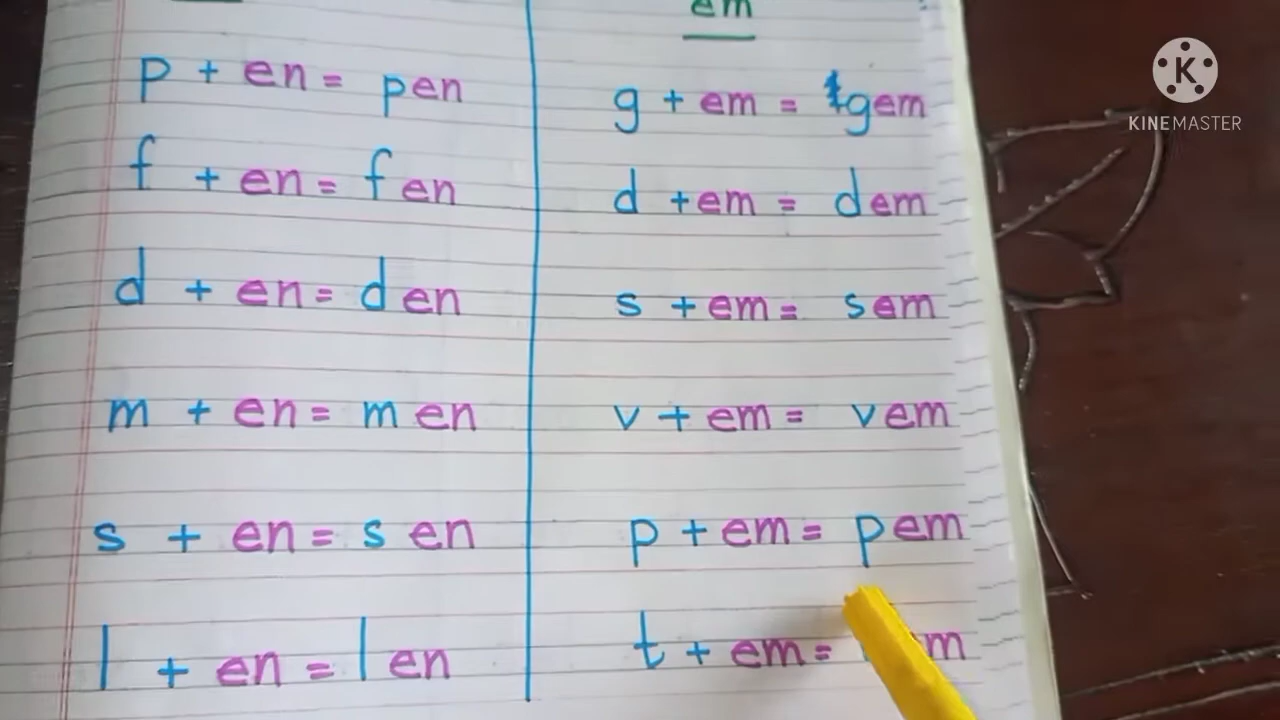 em
p + en = pen
f + en = fen
d + en = den
m + en = men
s + en = sen
l + en = len
g + em = gem
d + em = dem
s + em = sem
v + em = vem
p + em = pem
t + em =
KINEMASTER